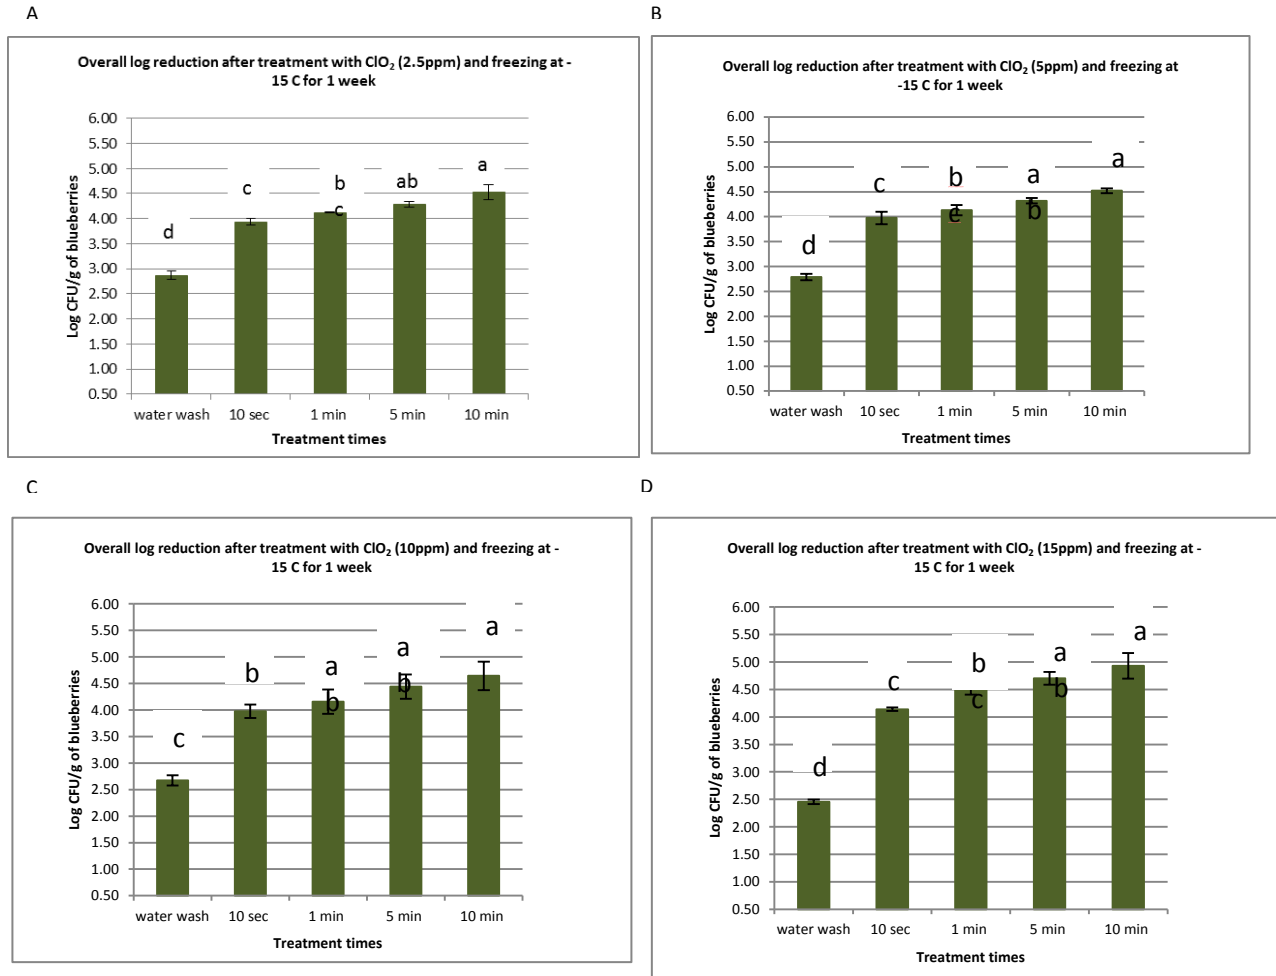 A
Overall log reduction after treatment with ClO₂ (2.5ppm) and freezing at -
15 C for 1 week
Log CFU/g of blueberries
6.00
5.50
5.00
4.50
4.00
3.50
3.00
2.50
2.00
1.50
1.00
0.50
d
c
b
c
ab
a
water wash 10 sec 1 min 5 min 10 min
Treatment times
B
Overall log reduction after treatment with ClO₂ (5ppm) and freezing at
-15 C for 1 week
Log CFU/g of blueberries
6.00
5.50
5.00
4.50
4.00
3.50
3.00
2.50
2.00
1.50
1.00
0.50
d
c
b
c
a
b
a
water wash 10 sec 1 min 5 min 10 min
Treatment times
C
Overall log reduction after treatment with ClO₂ (10ppm) and freezing at -
15 C for 1 week
Log CFU/g of blueberries
6.00
5.50
5.00
4.50
4.00
3.50
3.00
2.50
2.00
1.50
1.00
0.50
c
b
a
b
a
b
a
water wash 10 sec 1 min 5 min 10 min
Treatment times
D
Overall log reduction after treatment with ClO₂ (15ppm) and freezing at -
15 C for 1 week
Log CFU/g of blueberries
6.00
5.50
5.00
4.50
4.00
3.50
3.00
2.50
2.00
1.50
1.00
0.50
d
c
b
c
a
b
a
water wash 10 sec 1 min 5 min 10 min
Treatment times